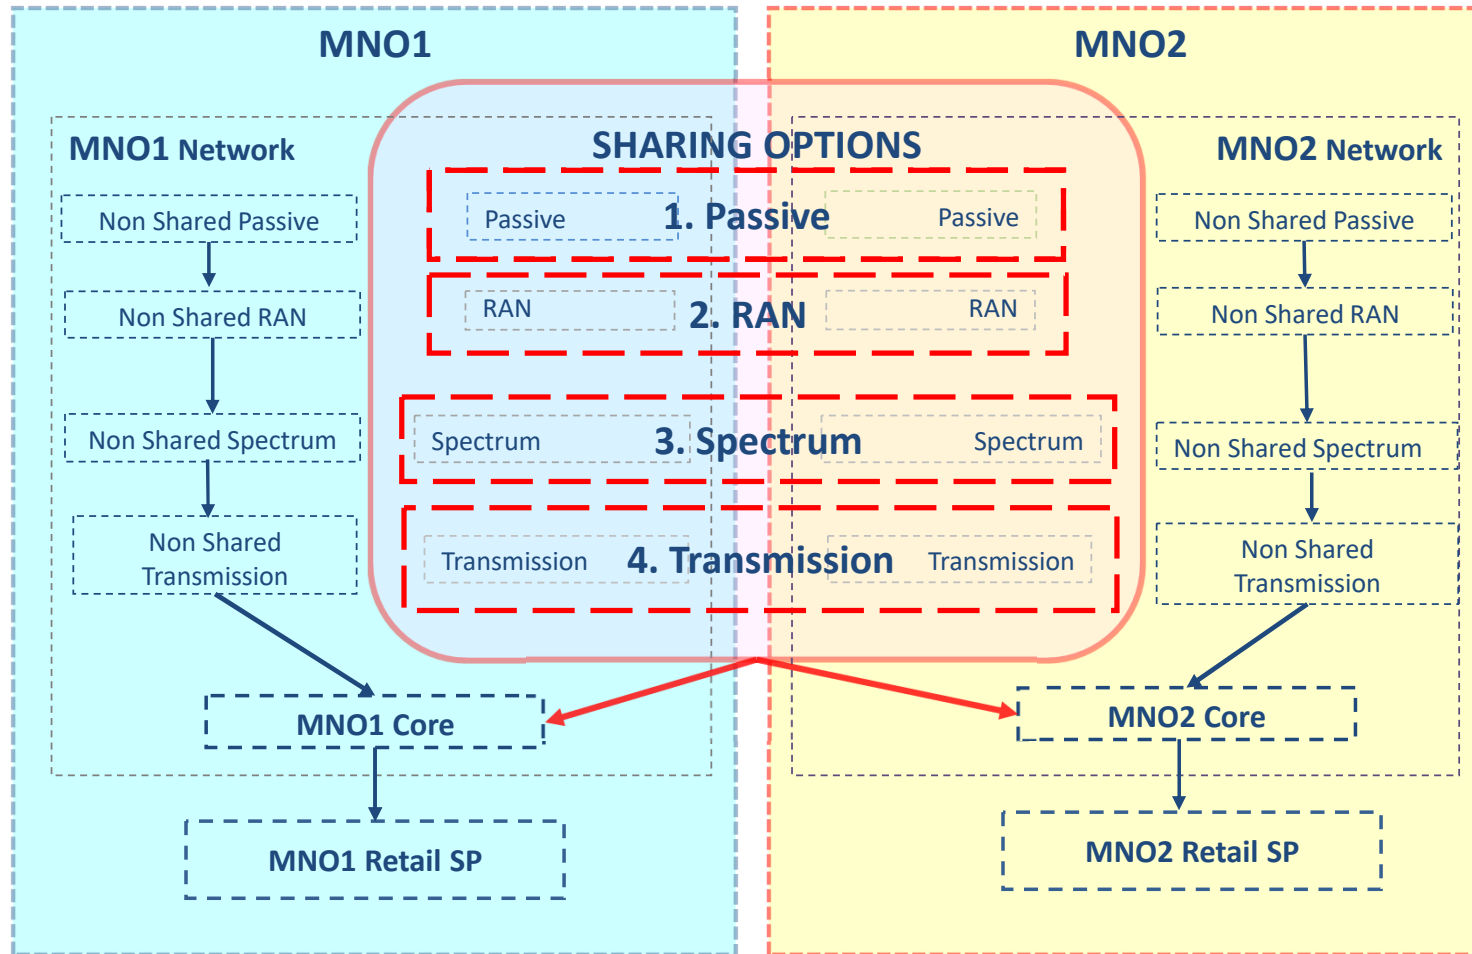 MNO1
MNO2
SHARING OPTIONS
MNO1 Network
MNO2 Network
Non Shared Passive
Passive
1. Passive
Passive
Non Shared Passive
Non Shared RAN
RAN
2. RAN
RAN
Non Shared RAN
Non Shared Spectrum
Spectrum
3. Spectrum
Spectrum
Non Shared Spectrum
Non Shared
Transmission
Transmission
4. Transmission
Transmission
Non Shared
Transmission
MNO1 Core
MNO2 Core
MNO1 Retail SP
MNO2 Retail SP